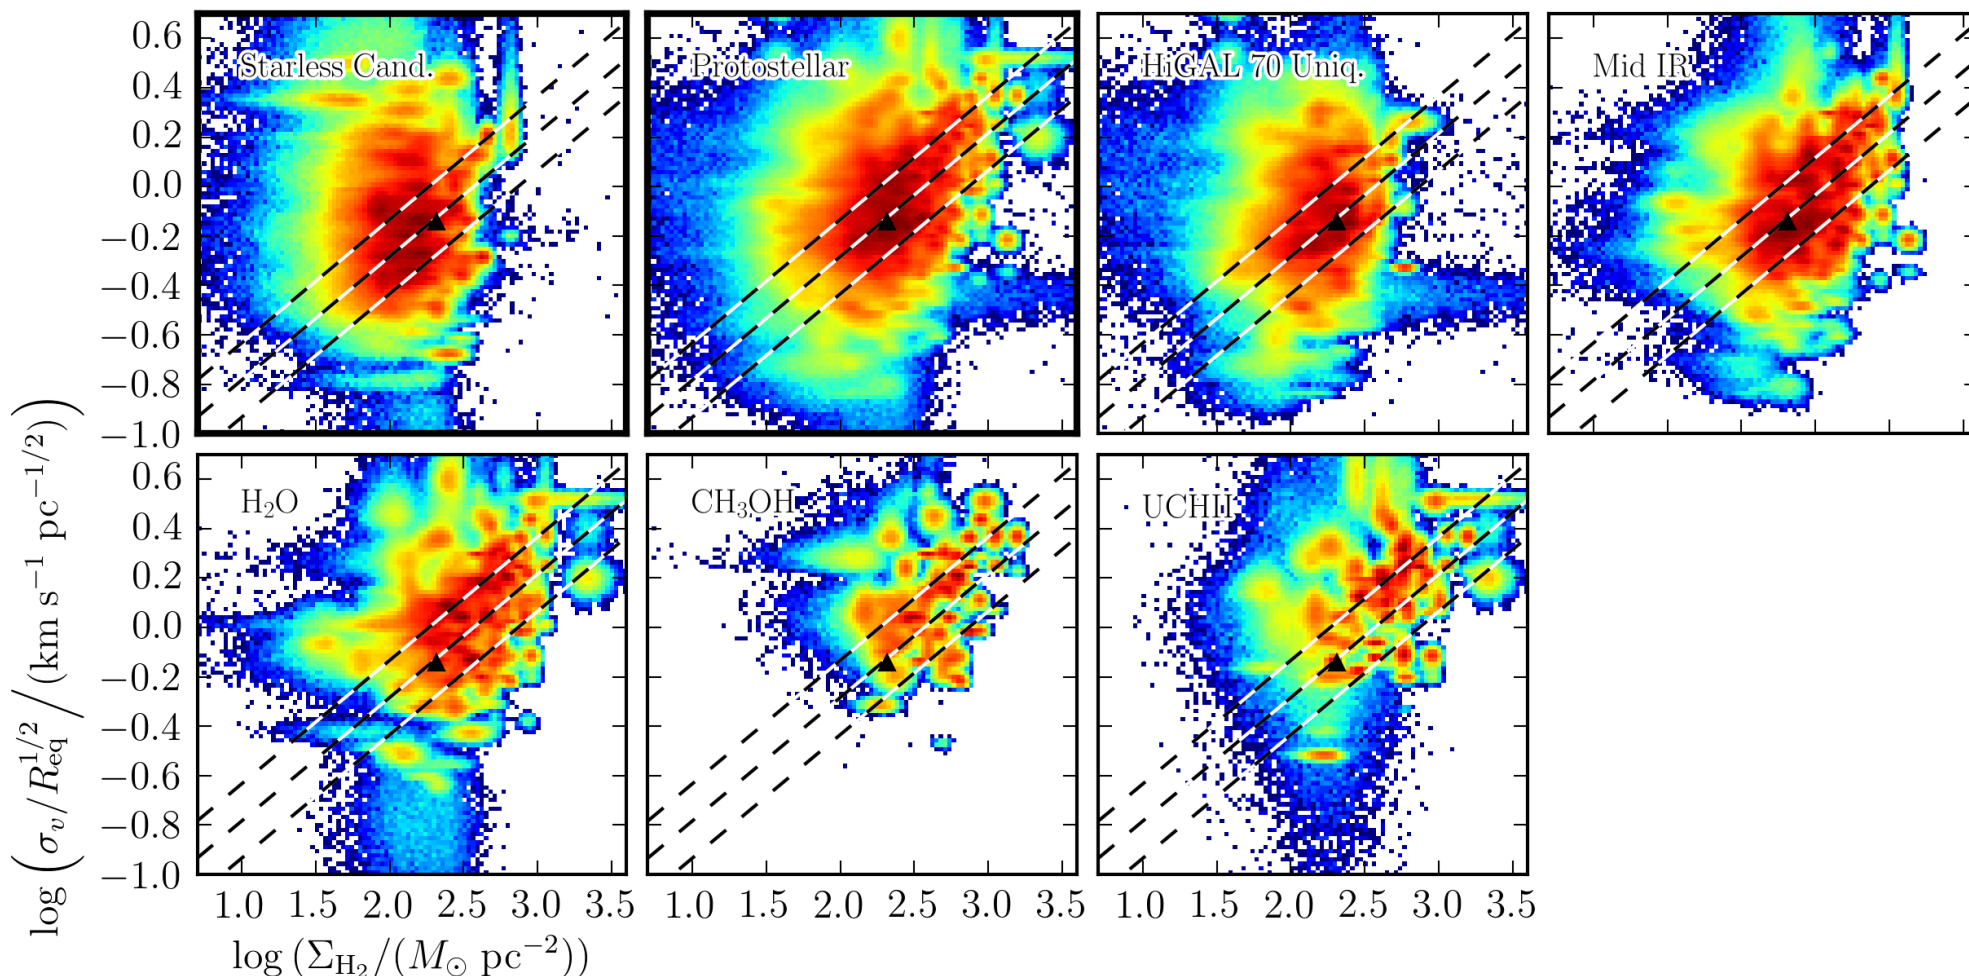 Starless Cand.
Protostellar
HiGAL 70 Uniq.
Mid IR
0.6
0.4
0.2
0.0
−0.2
−0.4
−0.6
−0.8
−1.0
H₂O
CH₃OH
UCHII
0.6
0.4
0.2
0.0
−0.2
−0.4
−0.6
−0.8
−1.0
1.0 1.5 2.0 2.5 3.0 3.5
1.0 1.5 2.0 2.5 3.0 3.5
1.0 1.5 2.0 2.5 3.0 3.5
log (Σ_H₂/(M☉ pc⁻²))
log (σ_v/R_eq^1/2/(km s⁻¹ pc^−1/2))